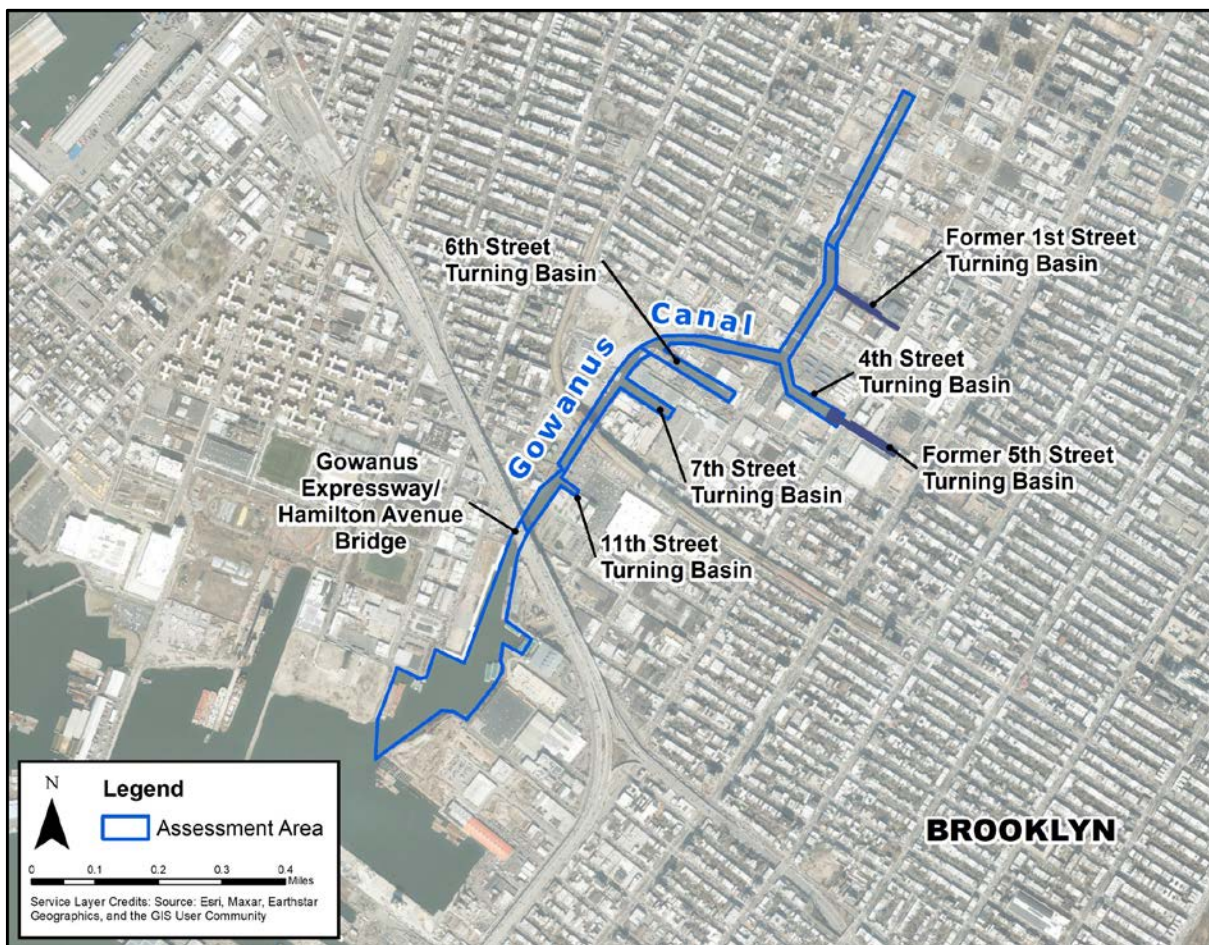 Former 1st Street
Turning Basin
6th Street
Turning Basin
Gowanus Canal
4th Street
Turning Basin
Former 5th Street
Turning Basin
7th Street
Turning Basin
Gowanus
Expressway/
Hamilton Avenue
Bridge
11th Street
Turning Basin
BROOKLYN
N
Legend
Assessment Area
0 0.1 0.2 0.3 0.4
Miles
Service Layer Credits: Source: Esri, Maxar, Earthstar
Geographics, and the GIS User Community